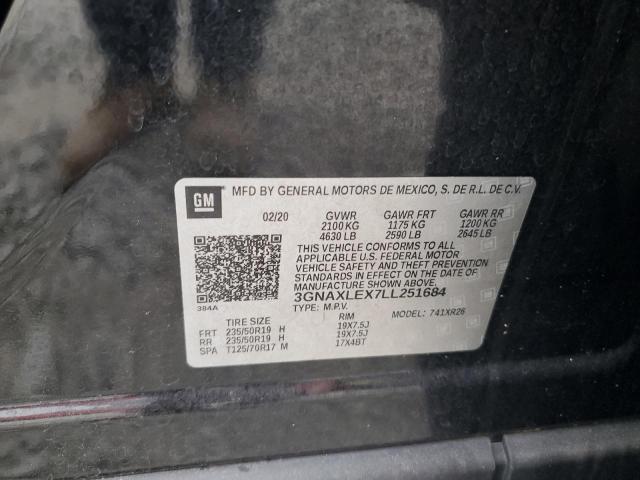 GM MFD BY GENERAL MOTORS DE MEXICO, S. DE R.L. DE C.V.
02/20 GVWR GAWR FRT GAWR RR
2100 KG 1175 KG 1200 KG
4630 LB 2590 LB 2645 LB
THIS VEHICLE CONFORMS TO ALL
APPLICABLE U.S. FEDERAL MOTOR
VEHICLE SAFETY AND THEFT PREVENTION
STANDARDS IN EFFECT ON THE DATE OF
MANUFACTURE SHOWN ABOVE.
384A 3GNAXLEX7LL251684
TYPE: M.P.V. MODEL: 741XR26
TIRE SIZE RIM
FRT 235/50R19 H 19X7.5J
RR 235/50R19 H 19X7.5J
SPA T125/70R17 M 17X4BT